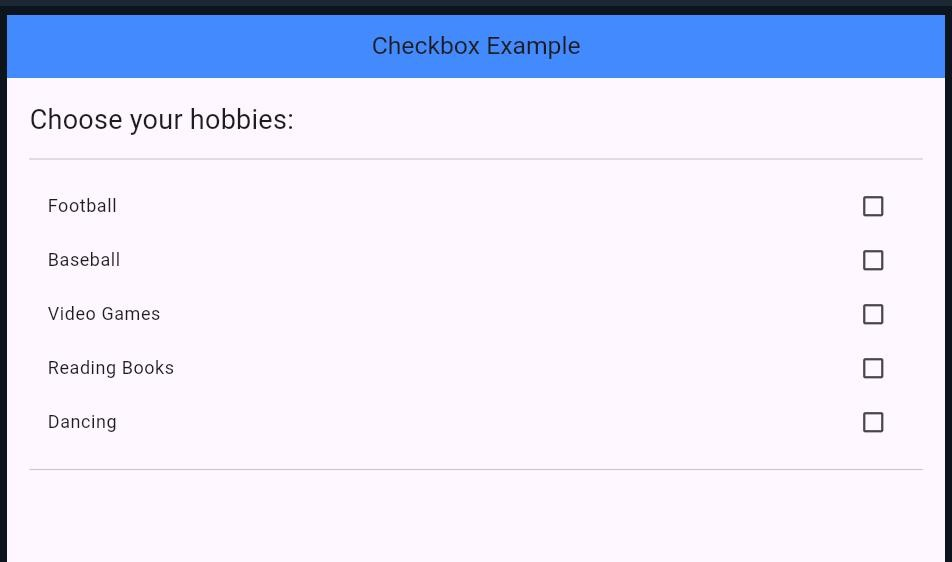 Checkbox Example
Choose your hobbies:
Football
Baseball
Video Games
Reading Books
Dancing